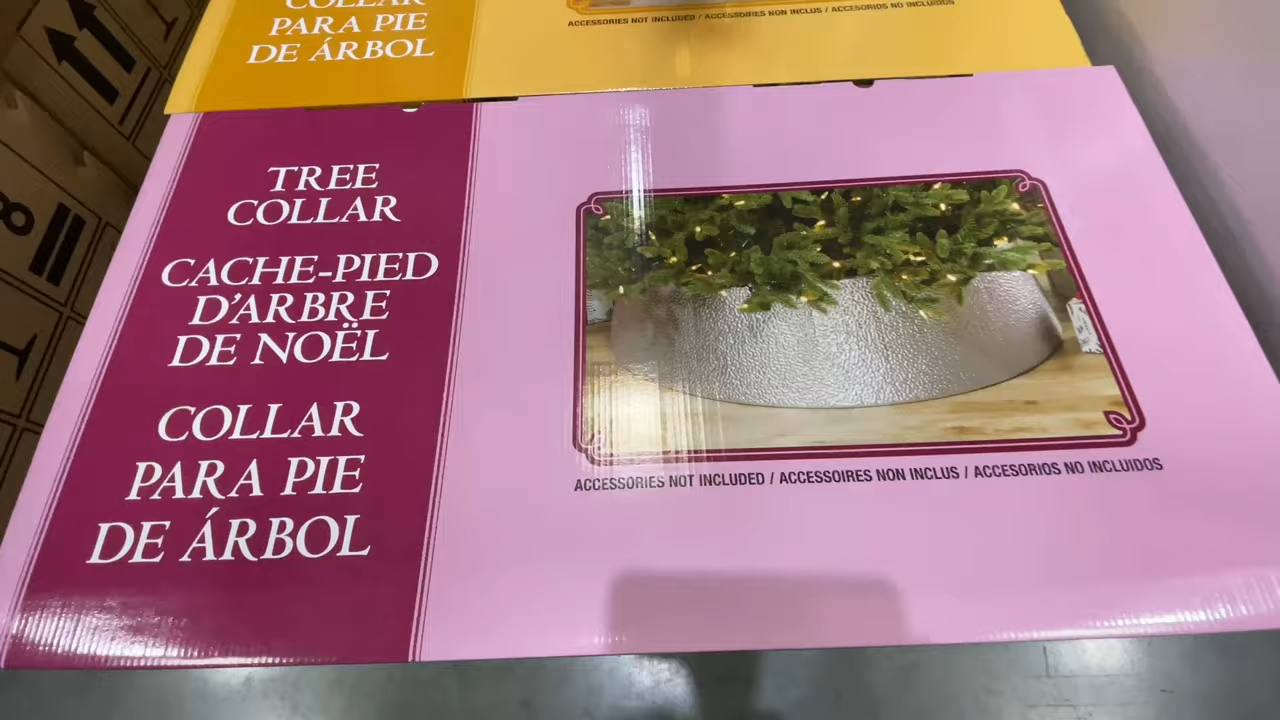 COLLAR
PARA PIE
DE ÁRBOL
ACCESSORIES NOT INCLUDED / ACCESSOIRES NON INCLUS / ACCESORIOS NO INCLUIDOS
TREE
COLLAR
CACHE-PIED
D'ARBRE
DE NOËL
COLLAR
PARA PIE
DE ÁRBOL
ACCESSORIES NOT INCLUDED / ACCESSOIRES NON INCLUS / ACCESORIOS NO INCLUIDOS
8